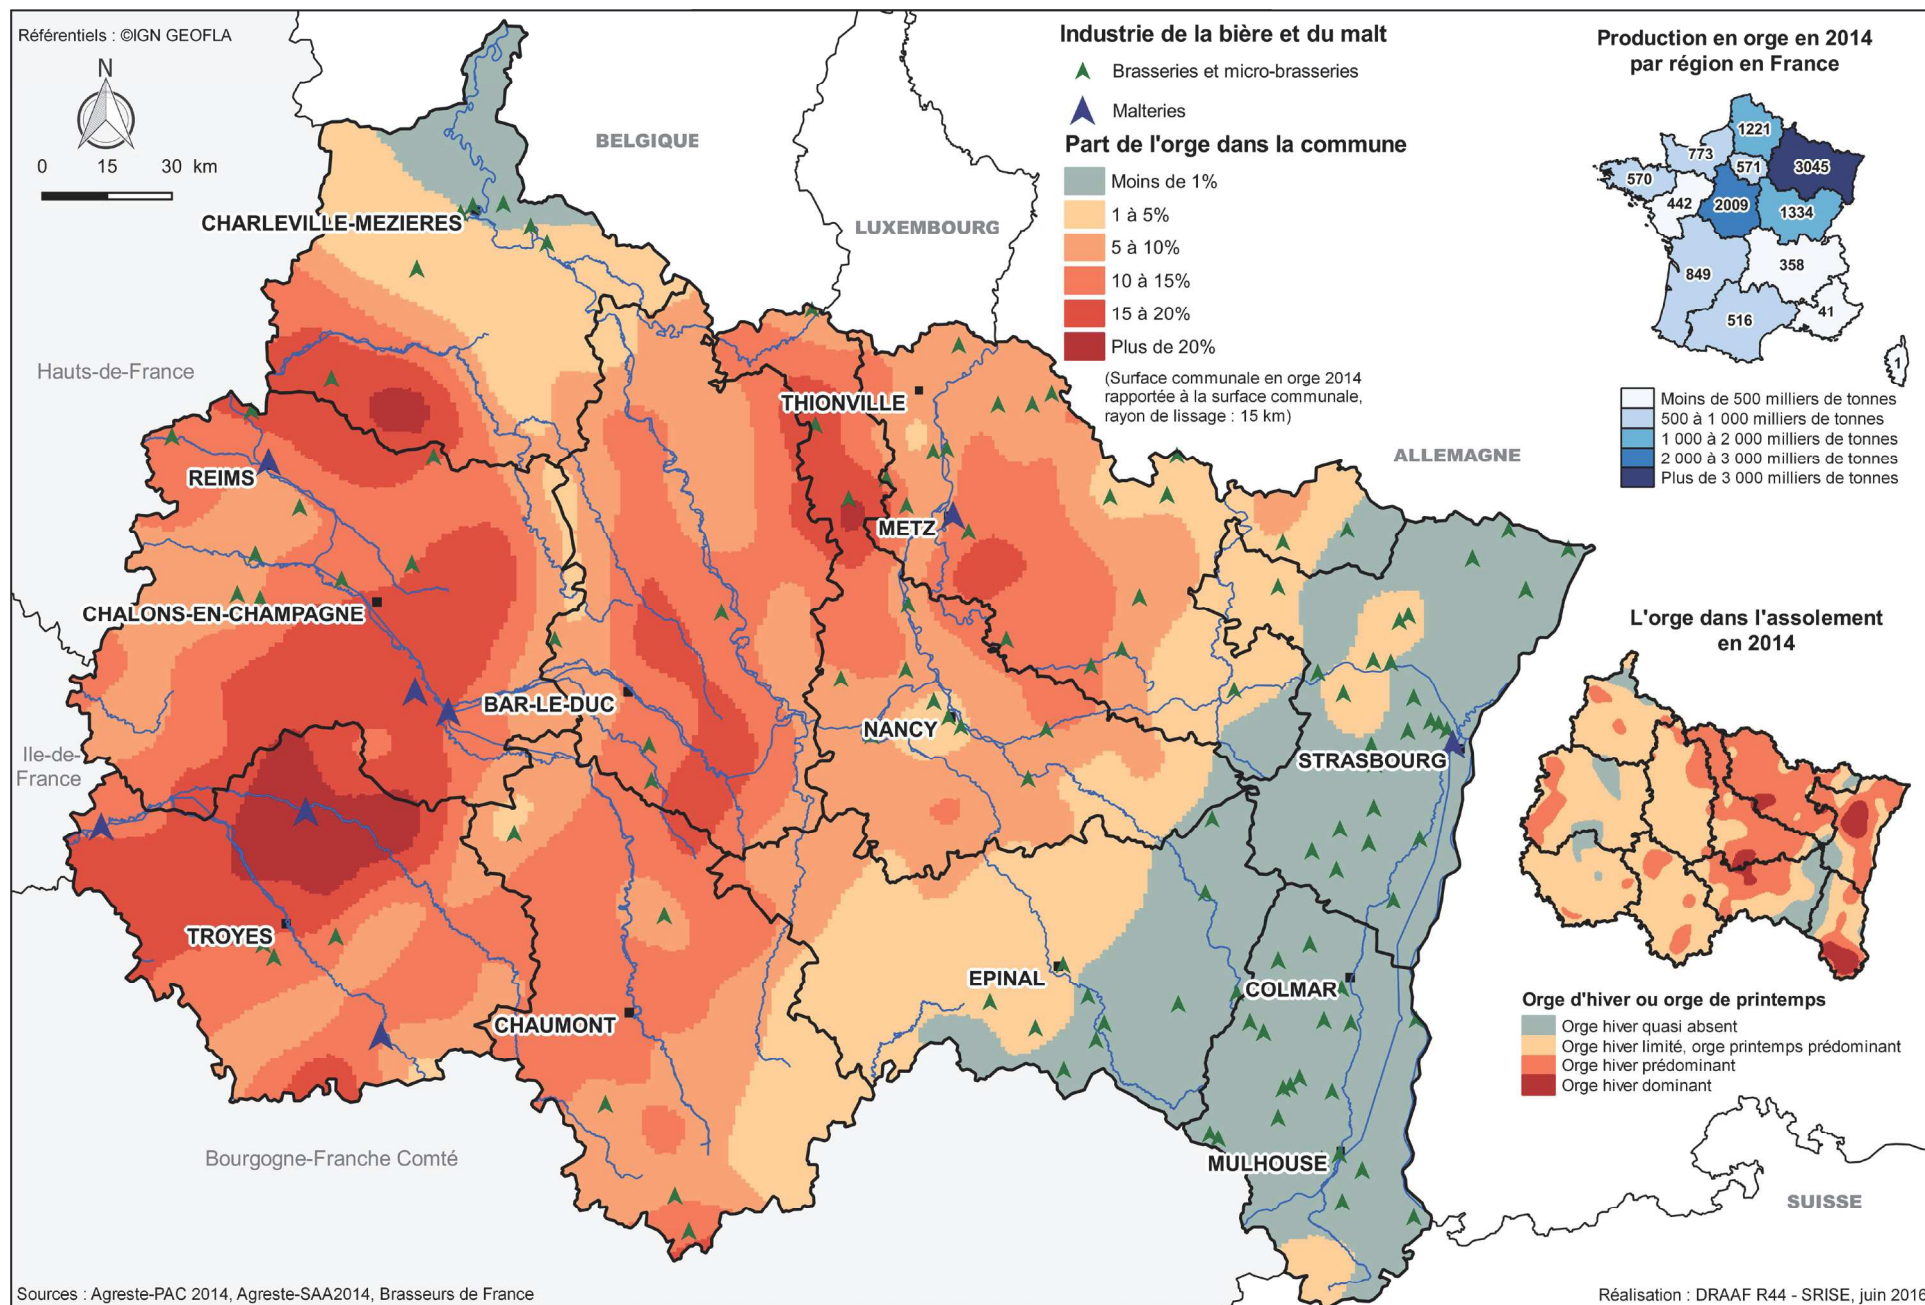 Référentiels : ©IGN GEOFLA
N
0 15 30 km
Industrie de la bière et du malt
Brasseries et micro-brasseries
Malteries
Part de l'orge dans la commune
Moins de 1%
1 à 5%
5 à 10%
10 à 15%
15 à 20%
Plus de 20%
(Surface communale en orge 2014
rapportée à la surface communale,
rayon de lissage : 15 km)
Production en orge en 2014
par région en France
1221
773
571
3045
570
442
2009
1334
849
358
516
41
1
Moins de 500 milliers de tonnes
500 à 1 000 milliers de tonnes
1 000 à 2 000 milliers de tonnes
2 000 à 3 000 milliers de tonnes
Plus de 3 000 milliers de tonnes
BELGIQUE
LUXEMBOURG
ALLEMAGNE
SUISSE
Hauts-de-France
Ile-de-
France
Bourgogne-Franche Comté
CHARLEVILLE-MEZIERES
THIONVILLE
REIMS
METZ
CHALONS-EN-CHAMPAGNE
BAR-LE-DUC
NANCY
STRASBOURG
TROYES
EPINAL
COLMAR
CHAUMONT
MULHOUSE
L'orge dans l'assolement
en 2014
Orge d'hiver ou orge de printemps
Orge hiver quasi absent
Orge hiver limité, orge printemps prédominant
Orge hiver prédominant
Orge hiver dominant
Sources : Agreste-PAC 2014, Agreste-SAA2014, Brasseurs de France
Réalisation : DRAAF R44 - SRISE, juin 2016